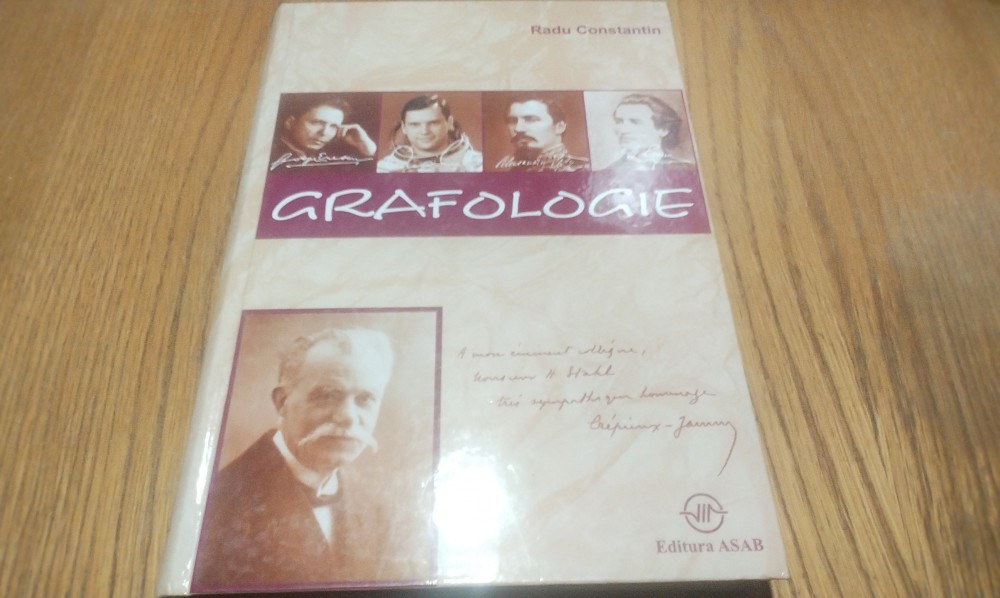 Radu Constantin
GRAFOLOGIE
A mon éminent collègue,
Monsieur H. Stahl
très sympathique hommage
Crépieux-Jamin
Editura ASAB